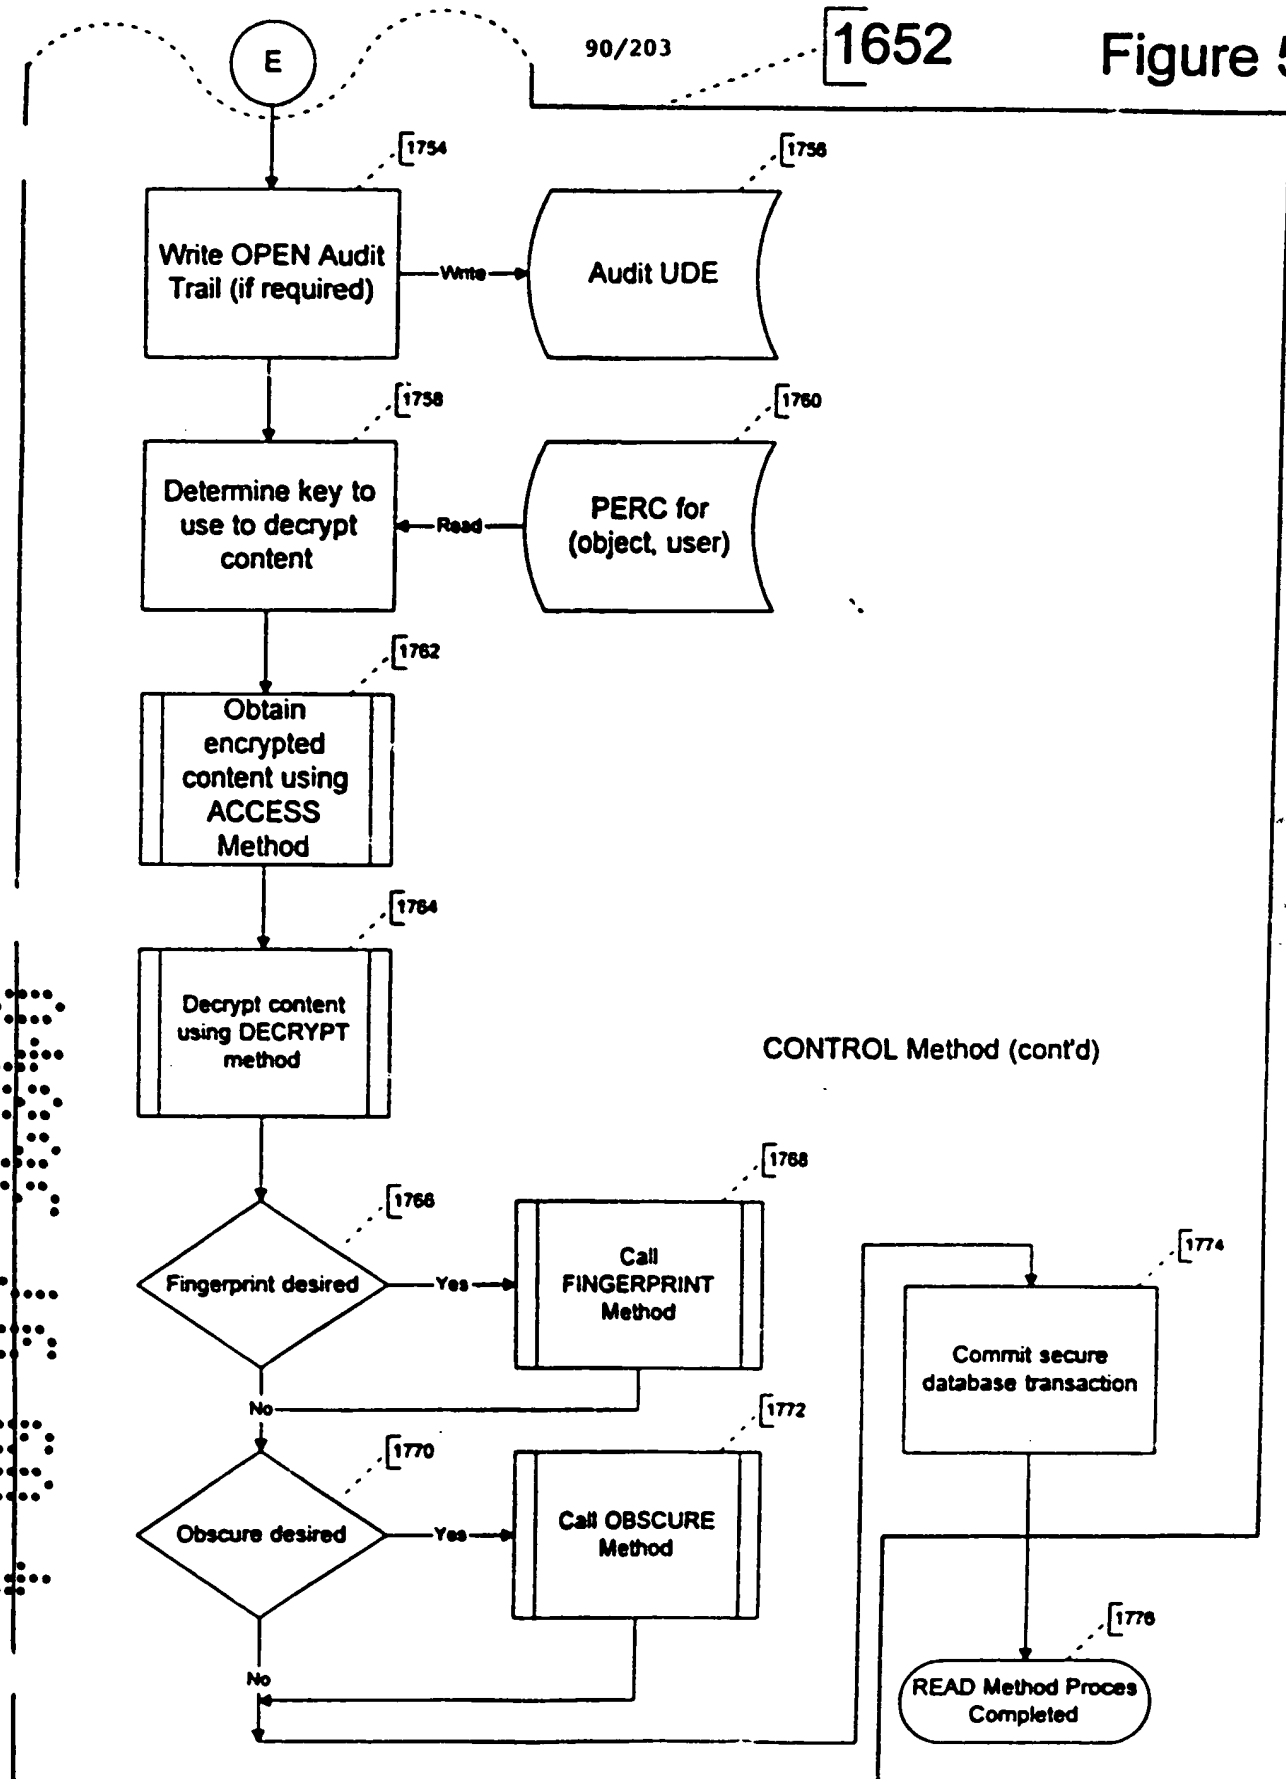 E
90/203
1652
Figure 5
1754
1756
Write OPEN Audit
Trail (if required)
Write
Audit UDE
1758
1760
Determine key to
use to decrypt
content
Read
PERC for
(object, user)
1762
Obtain
encrypted
content using
ACCESS
Method
1764
Decrypt content
using DECRYPT
method
CONTROL Method (cont'd)
1766
1768
Fingerprint desired
Yes
Call
FINGERPRINT
Method
1774
Commit secure
database transaction
No
1770
1772
Obscure desired
Yes
Call OBSCURE
Method
No
1776
READ Method Proces
Completed